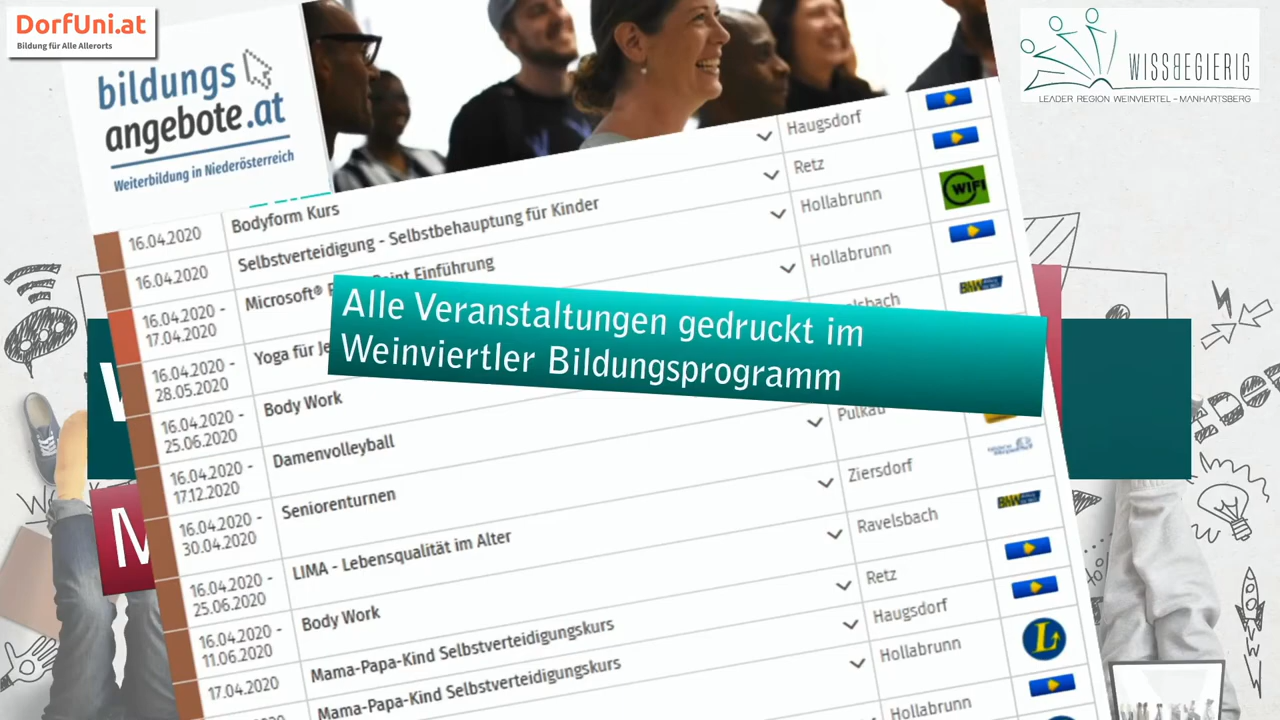 DorfUni.at
Bildung für Alle Allerorts
WISSBEGIERIG
LEADER REGION WEINVIERTEL - MANHARTSBERG
bildungs
angebote.at
Weiterbildung in Niederösterreich
Haugsdorf
16.04.2020 Bodyform Kurs Retz
16.04.2020 Selbstverteidigung - Selbstbehauptung für Kinder Hollabrunn
WIFI
16.04.2020 -
17.04.2020
Microsoft® Point Einführung Hollabrunn
16.04.2020 -
28.05.2020
Yoga für
Alle Veranstaltungen gedruckt im
Weinviertler Bildungsprogramm
16.04.2020 -
25.06.2020
Body Work Pulkau
16.04.2020 -
17.12.2020
Damenvolleyball Ziersdorf
16.04.2020 -
30.04.2020
Seniorenturnen Ravelsbach
16.04.2020 -
25.06.2020
LIMA - Lebensqualität im Alter Retz
16.04.2020 -
11.06.2020
Body Work Haugsdorf
17.04.2020 Mama-Papa-Kind Selbstverteidigungskurs Hollabrunn
L
Mama-Papa-Kind Selbstverteidigungskurs Hollabrunn
M